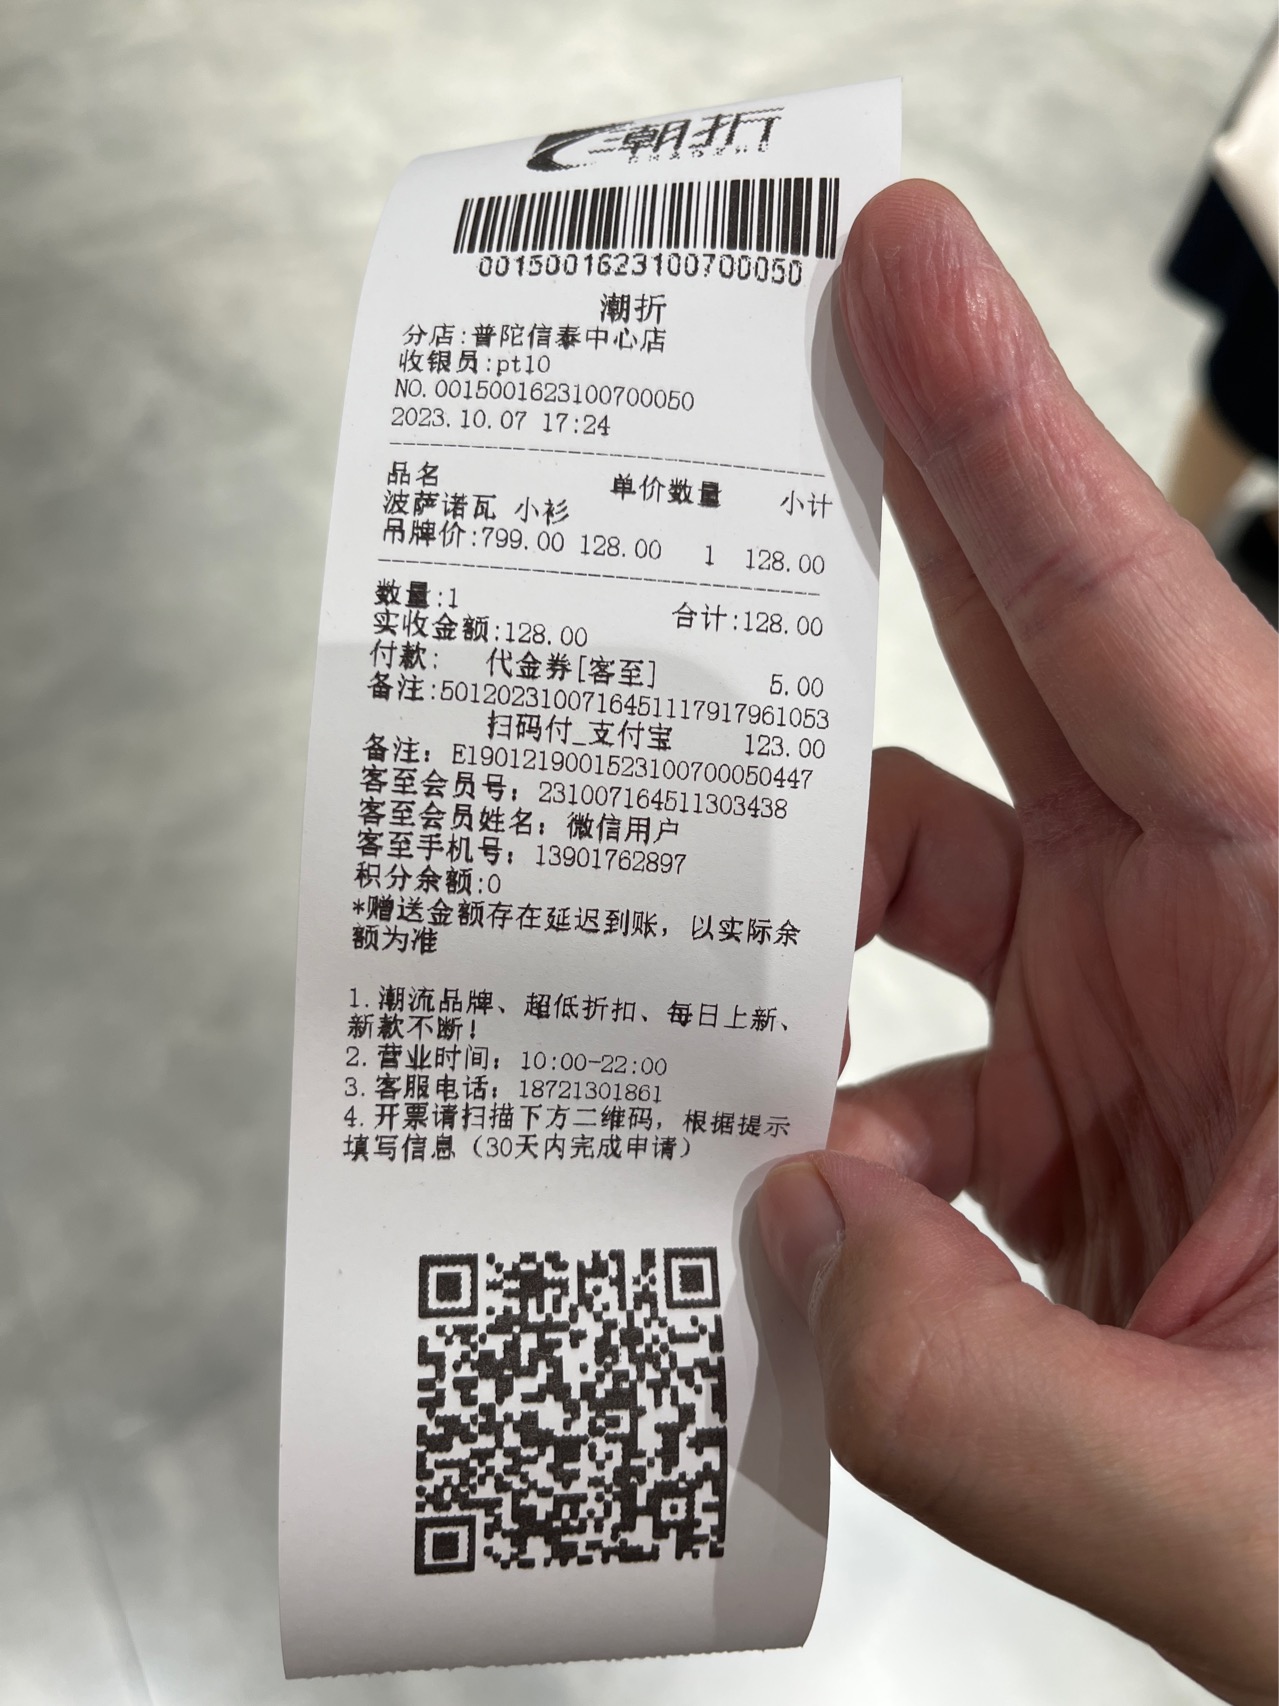 潮折
CHAOZHE
0015001623100700050
潮折
分店:普陀信泰中心店
收银员:pt10
NO.0015001623100700050
2023.10.07 17:24
品名 单价数量 小计
波萨诺瓦 小衫
吊牌价:799.00 128.00 1 128.00
数量:1 合计:128.00
实收金额:128.00
付款: 代金券[客至] 5.00
备注:5012023100716451117917961053
扫码付_支付宝 123.00
备注: E1901219001523100700050447
客至会员号: 231007164511303438
客至会员姓名: 微信用户
客至手机号: 13901762897
积分余额:0
*赠送金额存在延迟到账, 以实际余
额为准
1.潮流品牌、超低折扣、每日上新、
新款不断!
2.营业时间: 10:00-22:00
3.客服电话: 18721301861
4.开票请扫描下方二维码, 根据提示
填写信息 (30天内完成申请)